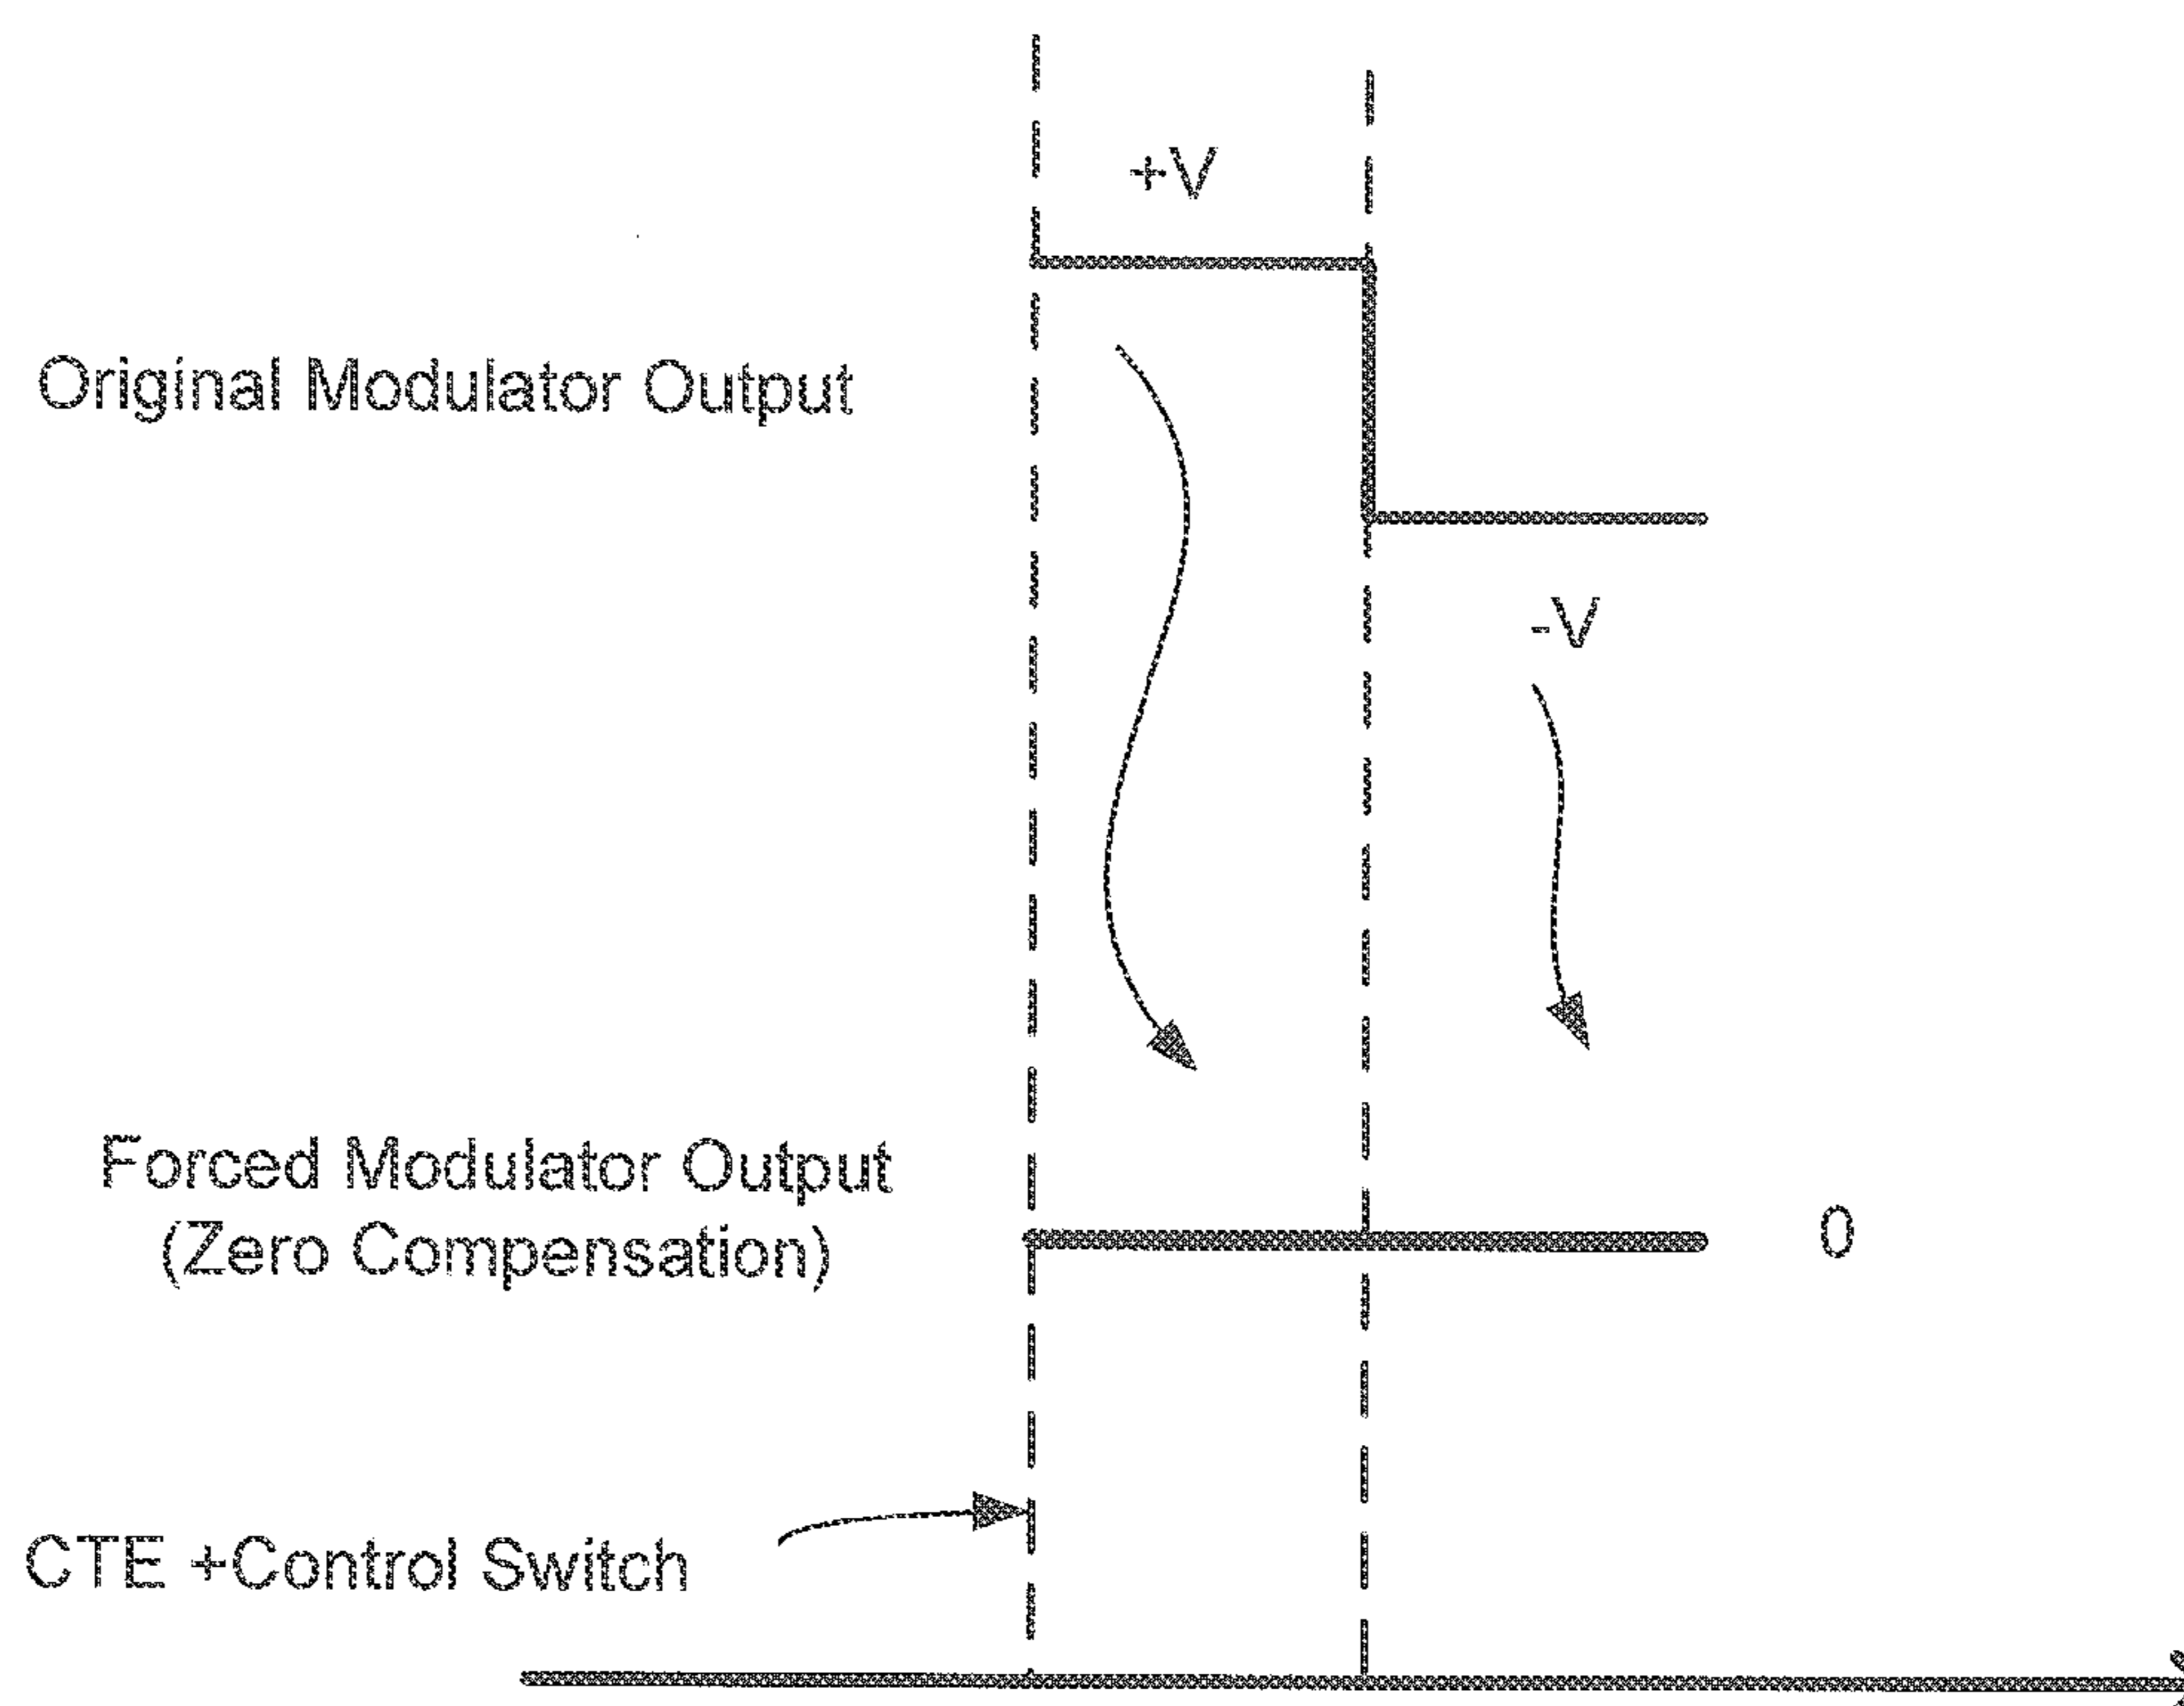 +V
Original Modulator Output
-V
Forced Modulator Output
(Zero Compensation)
0
CTE +Control Switch